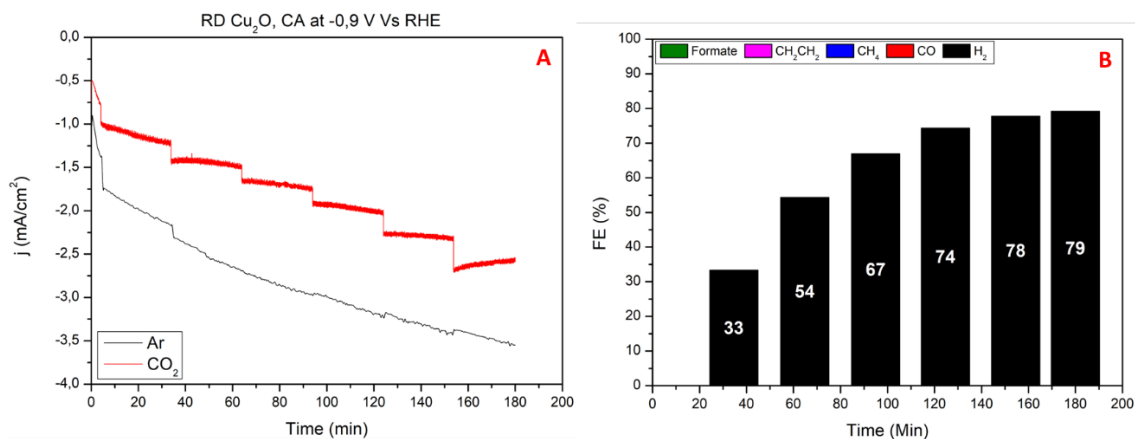 RD Cu₂O, CA at -0,9 V Vs RHE
A
0,0
-0,5
-1,0
-1,5
-2,0
-2,5
-3,0
-3,5
-4,0
j (mA/cm²)
Ar
CO₂
0 20 40 60 80 100 120 140 160 180 200
Time (min)
Formate CH₂CH₂ CH₄ CO H₂
B
100
90
80
70
60
50
40
30
20
10
0
FE (%)
33 54 67 74 78 79
0 20 40 60 80 100 120 140 160 180 200
Time (Min)